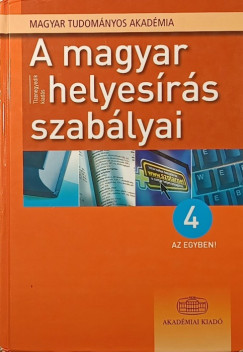 MAGYAR TUDOMÁNYOS AKADÉMIA
A magyar
Tizenegyedik kiadás
helyesírás
szabályai
4
AZ EGYBEN!
AKADÉMIAI KIADÓ